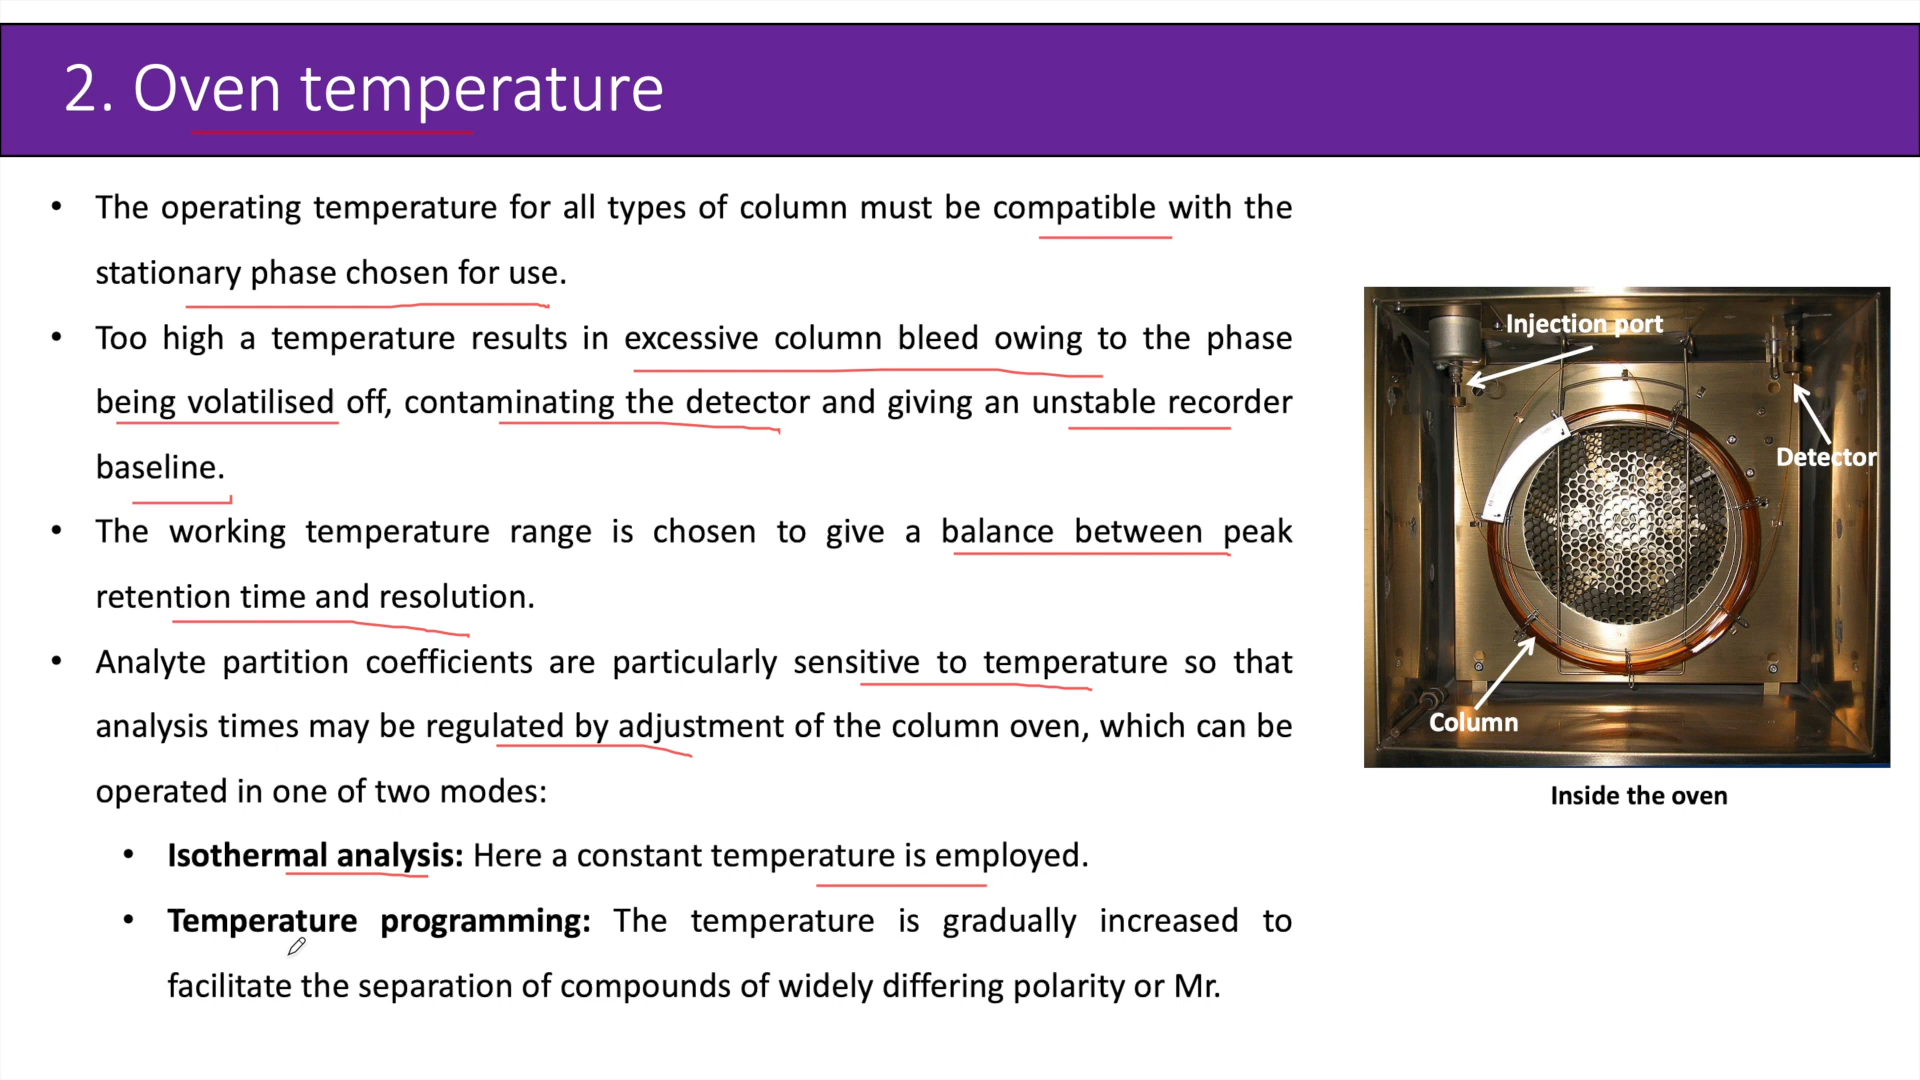 2. Oven temperature
• The operating temperature for all types of column must be compatible with the
stationary phase chosen for use.
• Too high a temperature results in excessive column bleed owing to the phase
being volatilised off, contaminating the detector and giving an unstable recorder
baseline.
• The working temperature range is chosen to give a balance between peak
retention time and resolution.
• Analyte partition coefficients are particularly sensitive to temperature so that
analysis times may be regulated by adjustment of the column oven, which can be
operated in one of two modes:
• Isothermal analysis: Here a constant temperature is employed.
• Temperature programming: The temperature is gradually increased to
facilitate the separation of compounds of widely differing polarity or Mr.
Injection port
Detector
Column
Inside the oven